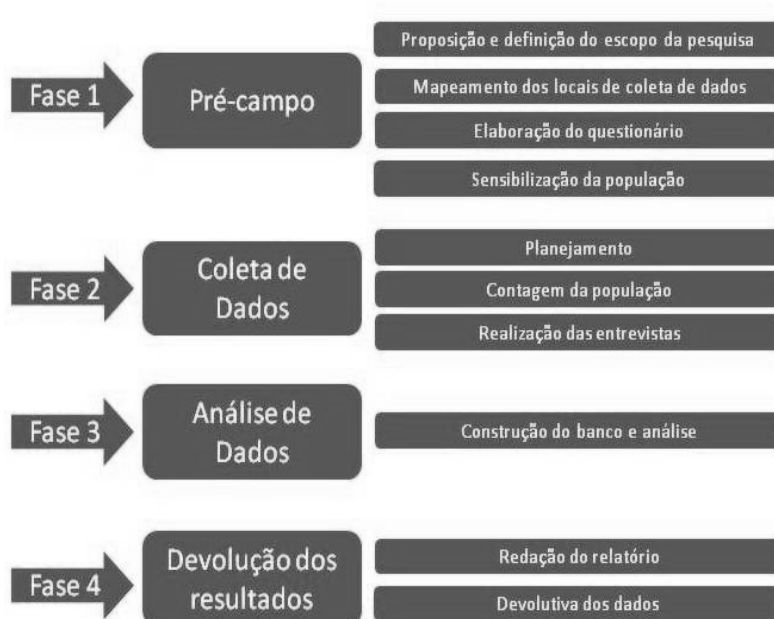 Fase 1
Pré-campo
Proposição e definição do escopo da pesquisa
Mapeamento dos locais de coleta de dados
Elaboração do questionário
Sensibilização da população
Fase 2
Coleta de
Dados
Planejamento
Contagem da população
Realização das entrevistas
Fase 3
Análise de
Dados
Construção do banco e análise
Fase 4
Devolução dos
resultados
Redação do relatório
Devolutiva dos dados